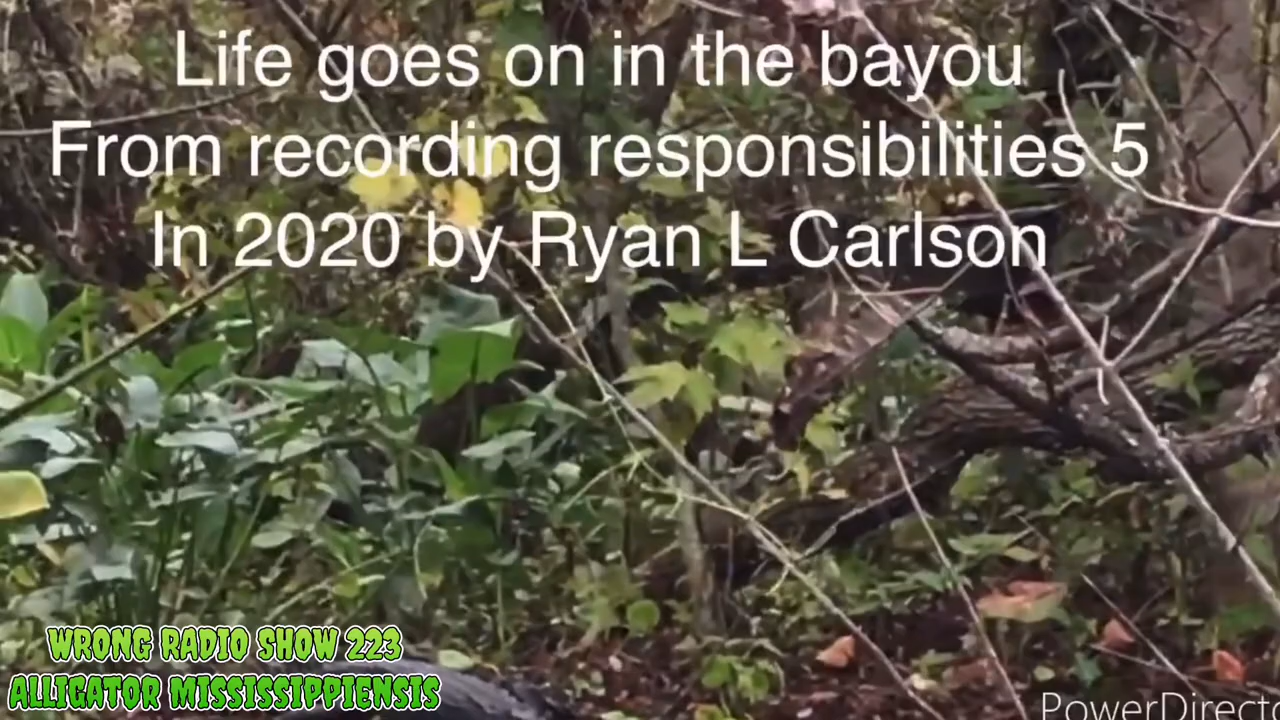 Life goes on in the bayou
From recording responsibilities 5
In 2020 by Ryan L Carlson
WRONG RADIO SHOW 223
ALLIGATOR MISSISSIPPIENSIS
PowerDirecto